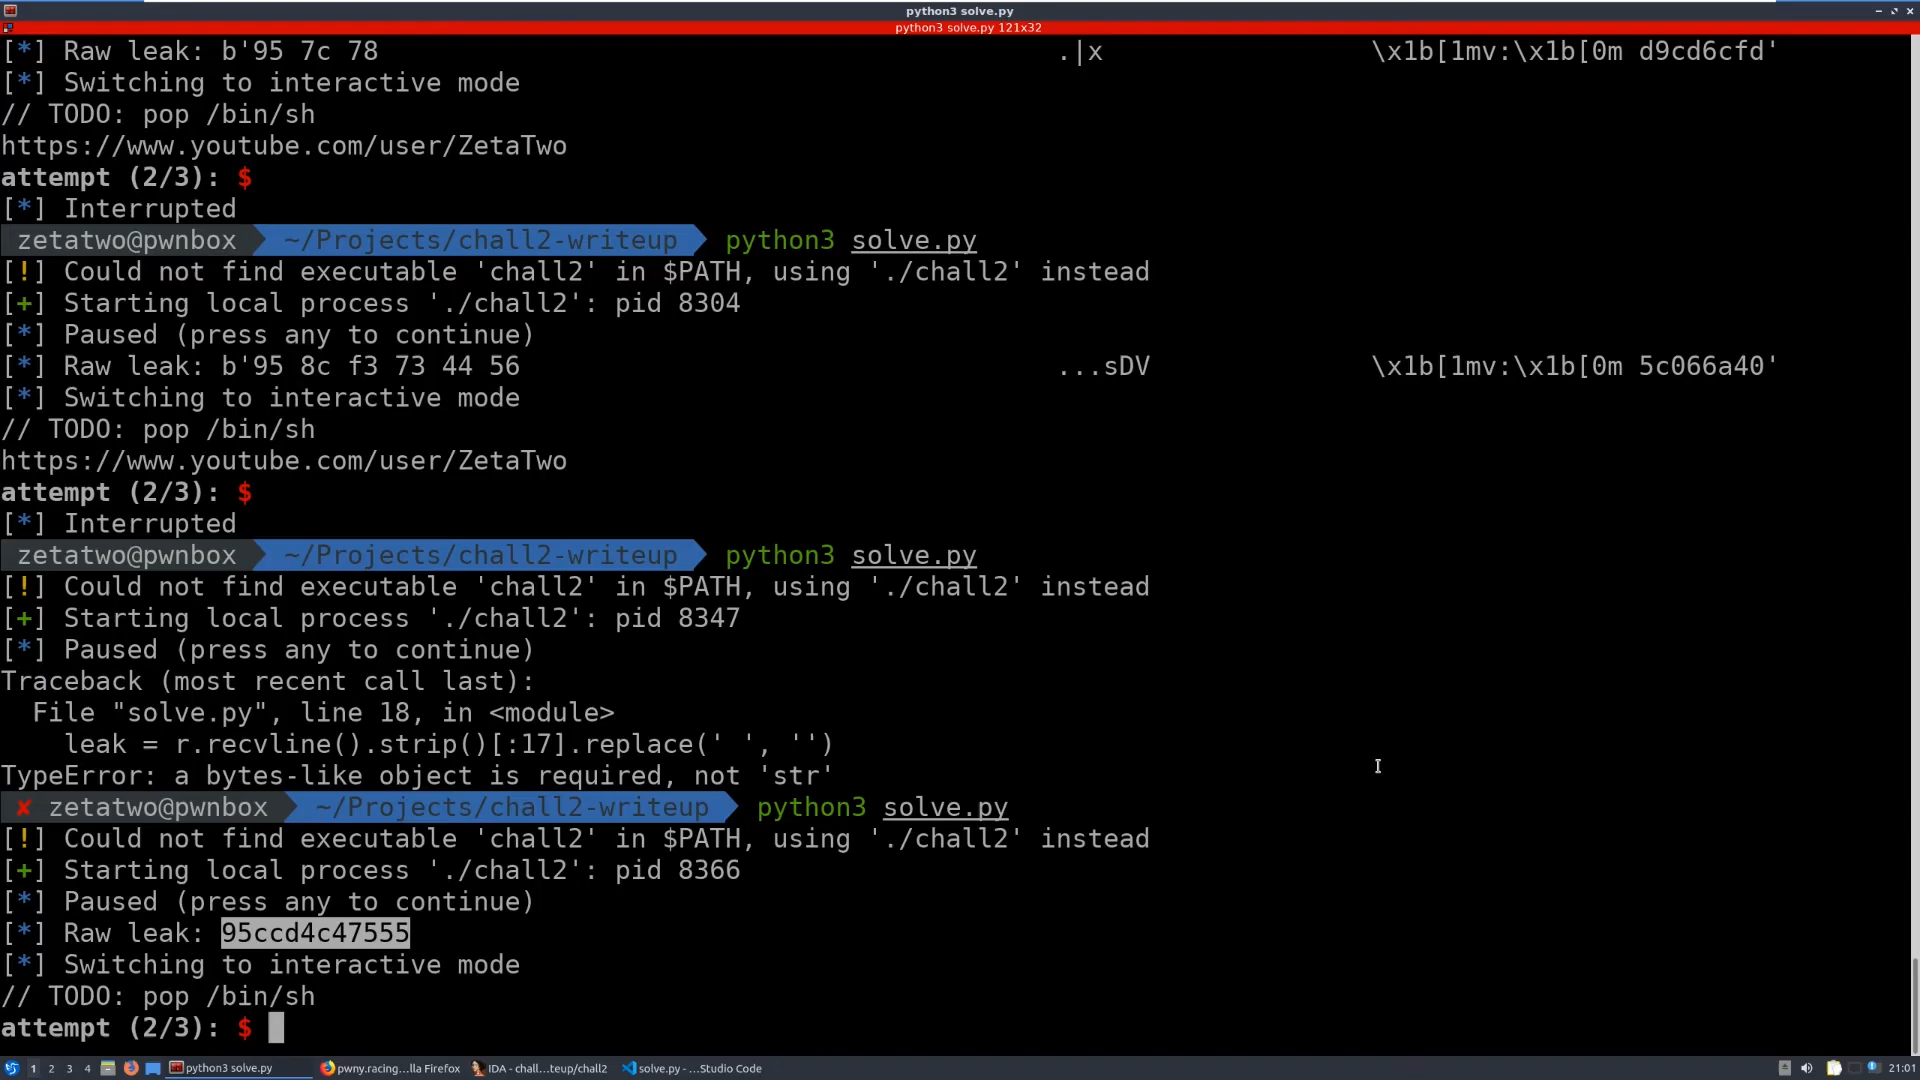 python3 solve.py
python3 solve.py 121x32
[*] Raw leak: b'95 7c 78 .|x \x1b[1mv:\x1b[0m d9cd6cfd'
[*] Switching to interactive mode
// TODO: pop /bin/sh
https://www.youtube.com/user/ZetaTwo
attempt (2/3): $
[*] Interrupted
zetatwo@pwnbox ~/Projects/chall2-writeup python3 solve.py
[!] Could not find executable 'chall2' in $PATH, using './chall2' instead
[+] Starting local process './chall2': pid 8304
[*] Paused (press any to continue)
[*] Raw leak: b'95 8c f3 73 44 56 ...sDV \x1b[1mv:\x1b[0m 5c066a40'
[*] Switching to interactive mode
// TODO: pop /bin/sh
https://www.youtube.com/user/ZetaTwo
attempt (2/3): $
[*] Interrupted
zetatwo@pwnbox ~/Projects/chall2-writeup python3 solve.py
[!] Could not find executable 'chall2' in $PATH, using './chall2' instead
[+] Starting local process './chall2': pid 8347
[*] Paused (press any to continue)
Traceback (most recent call last):
File "solve.py", line 18, in <module>
leak = r.recvline().strip()[:17].replace(' ', '')
TypeError: a bytes-like object is required, not 'str'
✘ zetatwo@pwnbox ~/Projects/chall2-writeup python3 solve.py
[!] Could not find executable 'chall2' in $PATH, using './chall2' instead
[+] Starting local process './chall2': pid 8366
[*] Paused (press any to continue)
[*] Raw leak: 95ccd4c47555
[*] Switching to interactive mode
// TODO: pop /bin/sh
attempt (2/3): $
1 2 3 4 python3 solve.py pwny.racing...lla Firefox IDA - chall...teup/chall2 solve.py - ...Studio Code 21:01